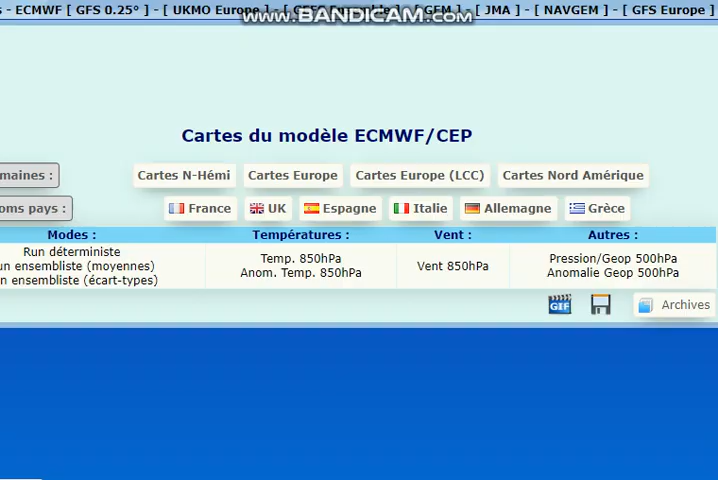 - ECMWF [ GFS 0.25° ] - [ UKMO Europe ] - [ GEFS Ensemble ] - [ GEM ] - [ JMA ] - [ NAVGEM ] - [ GFS Europe ]
www.BANDICAM.com
Cartes du modèle ECMWF/CEP
maines : Cartes N-Hémi Cartes Europe Cartes Europe (LCC) Cartes Nord Amérique
oms pays : France UK Espagne Italie Allemagne Grèce
Modes : Températures : Vent : Autres :
Run déterministe Temp. 850hPa Vent 850hPa Pression/Geop 500hPa
un ensembliste (moyennes) Anom. Temp. 850hPa Anomalie Geop 500hPa
n ensembliste (écart-types)
GIF Archives